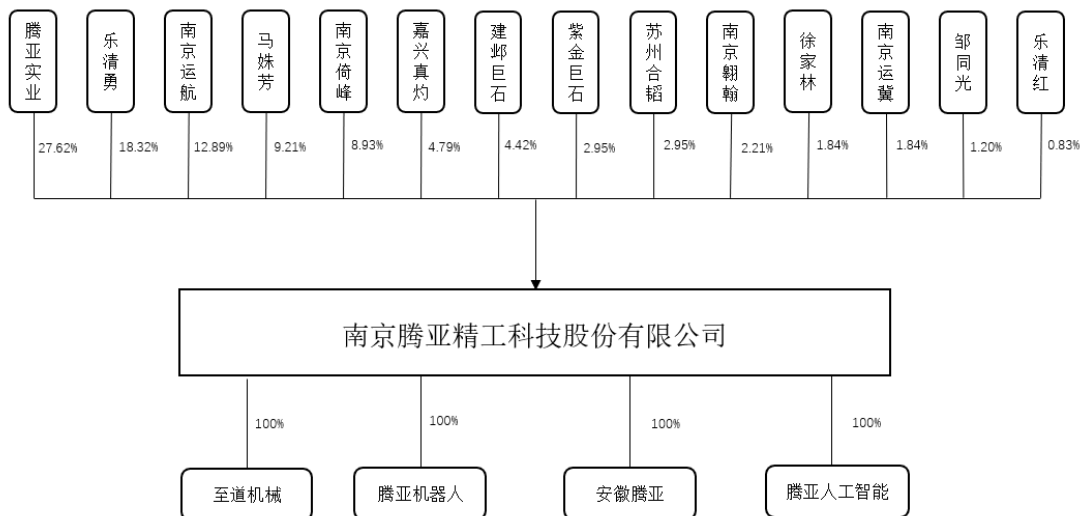 腾亚实业
乐清勇
南京运航
马姝芳
南京倚峰
嘉兴真灼
建邺巨石
紫金巨石
苏州合韬
南京翱翰
徐家林
南京运冀
邹同光
乐清红
27.62%
18.32%
12.89%
9.21%
8.93%
4.79%
4.42%
2.95%
2.95%
2.21%
1.84%
1.84%
1.20%
0.83%
南京腾亚精工科技股份有限公司
100%
100%
100%
100%
至道机械
腾亚机器人
安徽腾亚
腾亚人工智能